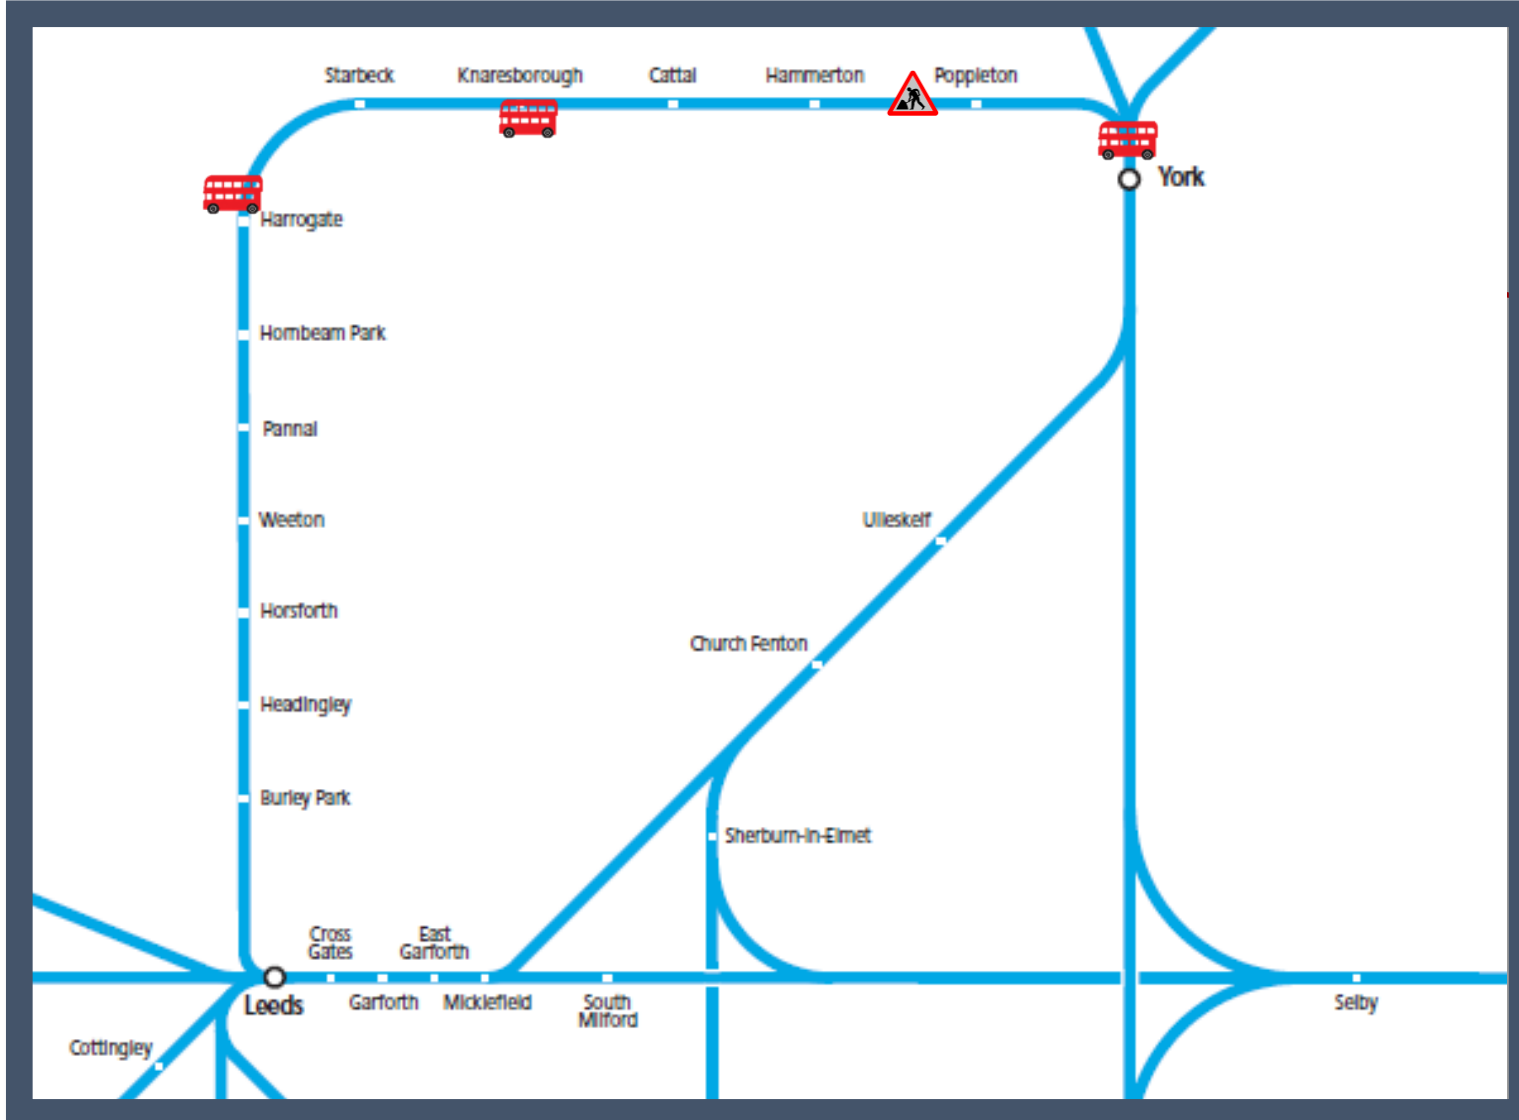 Starbeck
Knaresborough
Cattal
Hammerton
Poppleton
York
Harrogate
Hornbeam Park
Pannal
Weeton
Ulleskelf
Horsforth
Church Fenton
Headingley
Burley Park
Sherburn-in-Elmet
Cross
Gates
East
Garforth
Leeds
Garforth
Micklefield
South
Milford
Selby
Cottingley